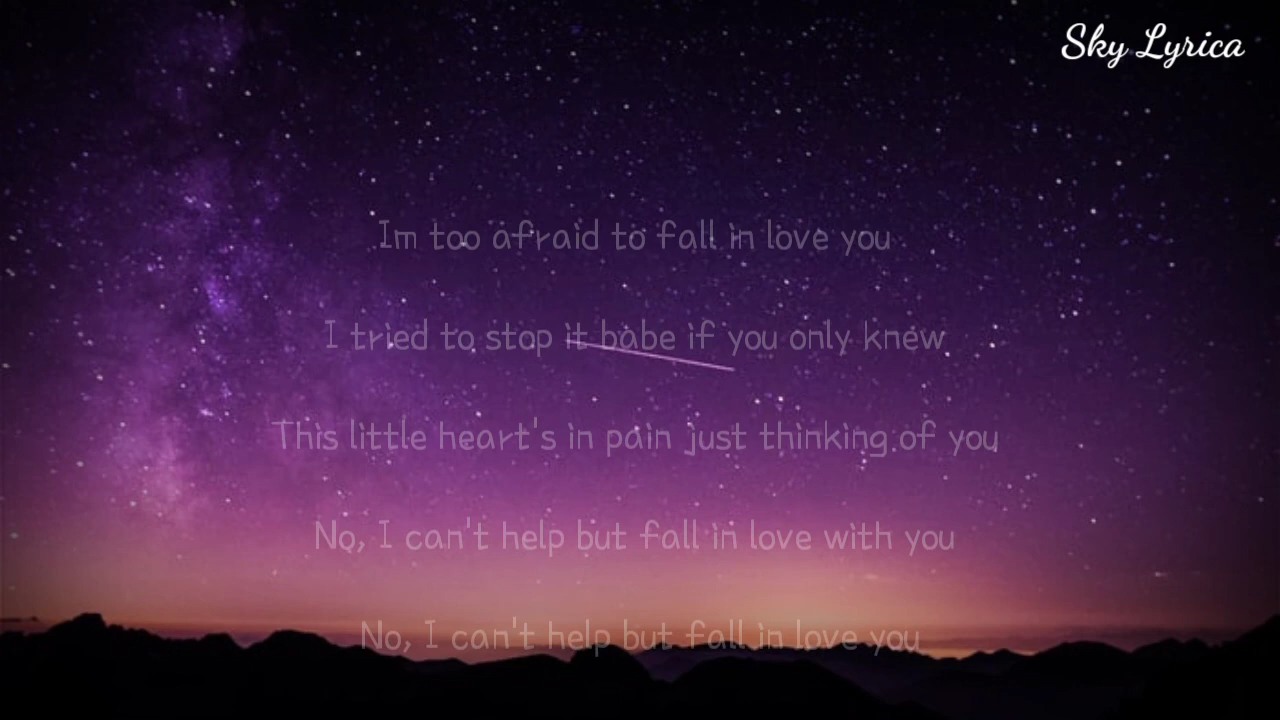 Sky Lyrica
Im too afraid to fall in love you
I tried to stop it babe if you only knew
This little heart's in pain just thinking of you
No, I can't help but fall in love with you
No, I can't help but fall in love you